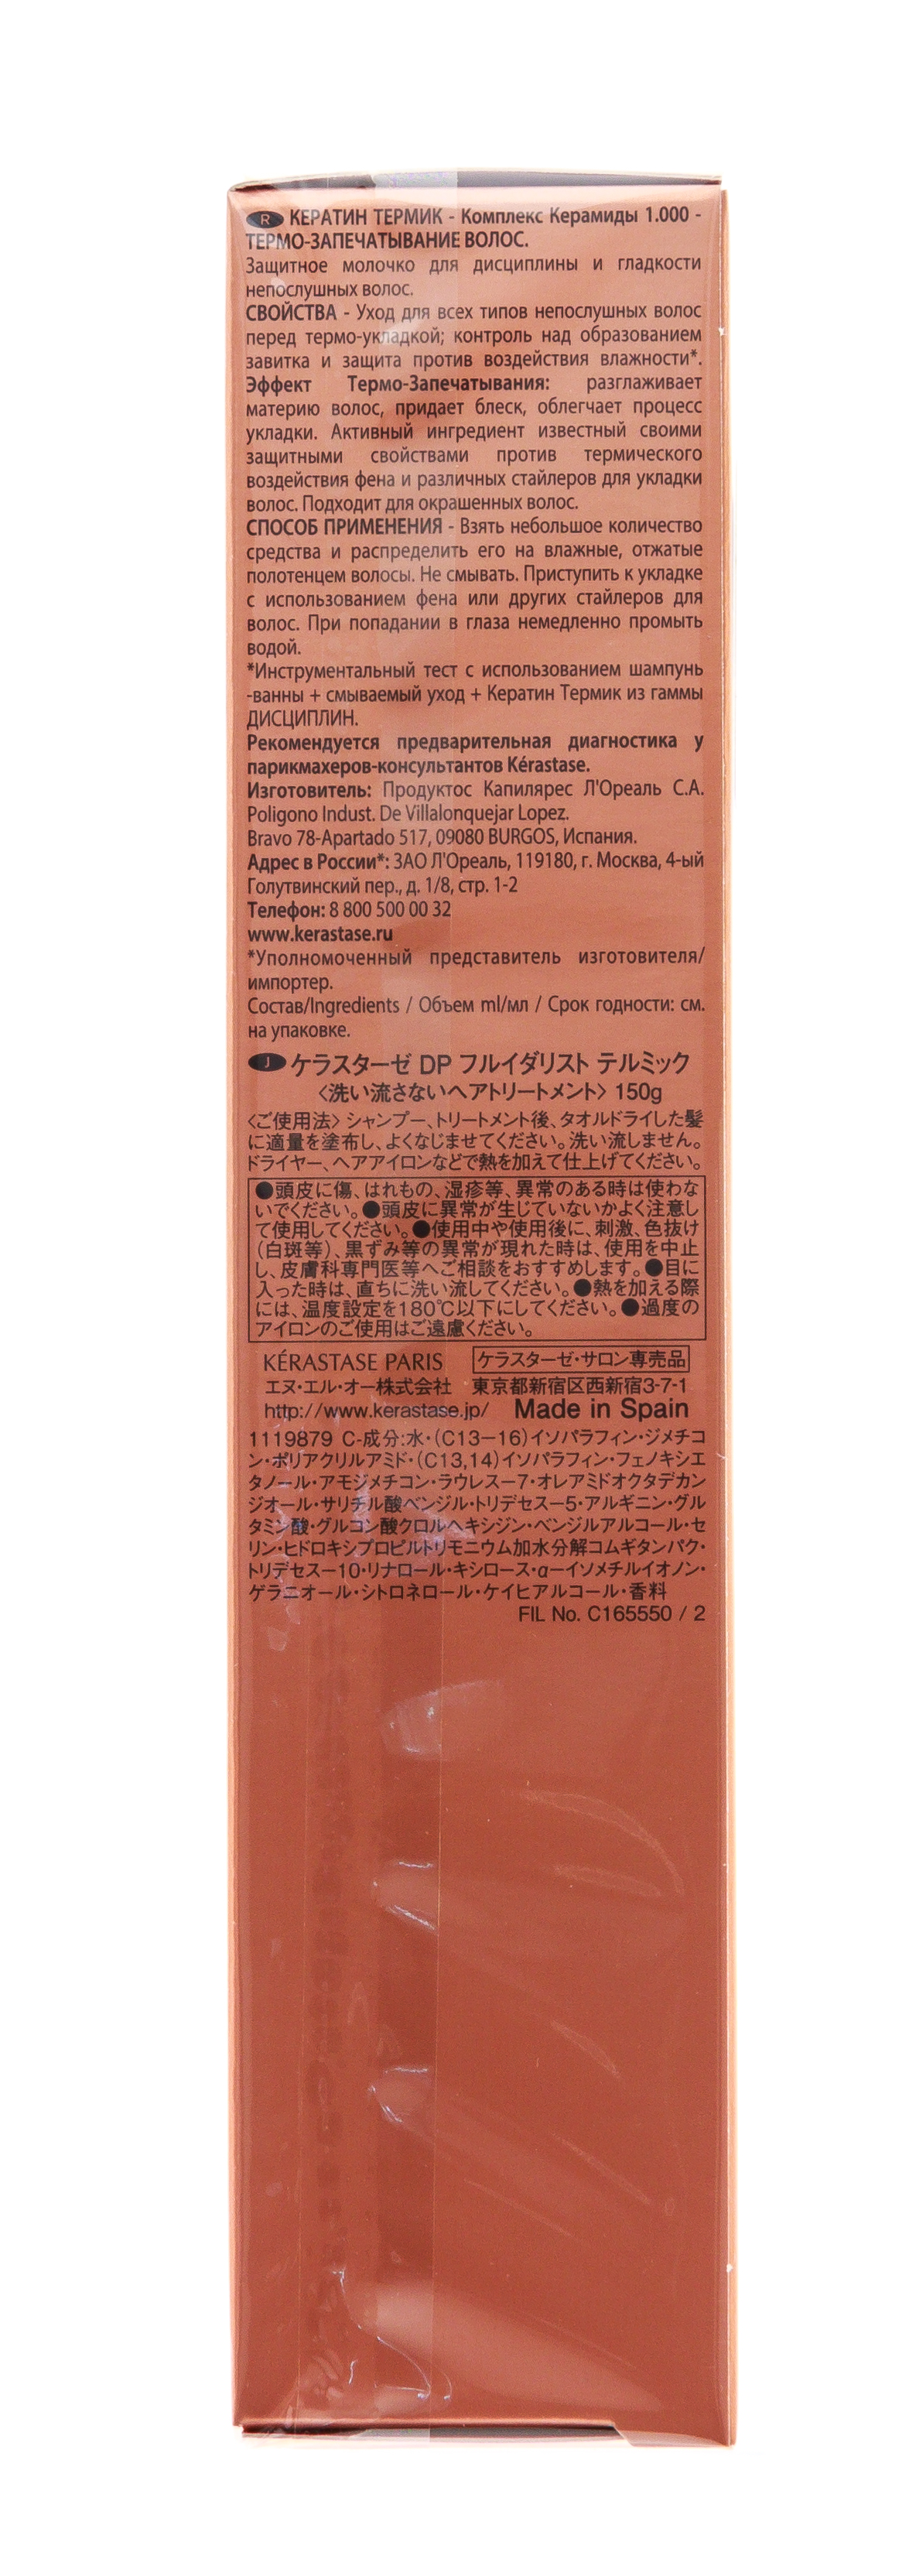 R КЕРАТИН ТЕРМИК - Комплекс Керамиды 1.000 -
ТЕРМО-ЗАПЕЧАТЫВАНИЕ ВОЛОС.
Защитное молочко для дисциплины и гладкости
непослушных волос.
СВОЙСТВА - Уход для всех типов непослушных волос
перед термо-укладкой; контроль над образованием
завитка и защита против воздействия влажности*.
Эффект Термо-Запечатывания: разглаживает
материю волос, придает блеск, облегчает процесс
укладки. Активный ингредиент известный своими
защитными свойствами против термического
воздействия фена и различных стайлеров для укладки
волос. Подходит для окрашенных волос.
СПОСОБ ПРИМЕНЕНИЯ - Взять небольшое количество
средства и распределить его на влажные, отжатые
полотенцем волосы. Не смывать. Приступить к укладке
с использованием фена или других стайлеров для
волос. При попадании в глаза немедленно промыть
водой.
*Инструментальный тест с использованием шампунь
-ванны + смываемый уход + Кератин Термик из гаммы
ДИСЦИПЛИН.
Рекомендуется предварительная диагностика у
парикмахеров-консультантов Kérastase.
Изготовитель: Продуктос Капилярес Л'Ореаль С.А.
Poligono Indust. De Villalonquejar Lopez.
Bravo 78-Apartado 517, 09080 BURGOS, Испания.
Адрес в России*: ЗАО Л'Ореаль, 119180, г. Москва, 4-ый
Голутвинский пер., д. 1/8, стр. 1-2
Телефон: 8 800 500 00 32
www.kerastase.ru
*Уполномоченный представитель изготовителя/
импортер.
Состав/Ingredients / Объем ml/мл / Срок годности: см.
на упаковке.
J ケラスターゼ DP フルイダリスト テルミック
〈洗い流さないヘアトリートメント〉 150g
〈ご使用法〉シャンプー、トリートメント後、タオルドライした髪
に適量を塗布し、よくなじませてください。洗い流しません。
ドライヤー、ヘアアイロンなどで熱を加えて仕上げてください。
●頭皮に傷、はれもの、湿疹等、異常のある時は使わな
いでください。●頭皮に異常が生じていないかよく注意し
て使用してください。●使用中や使用後に、刺激、色抜け
(白斑等)、黒ずみ等の異常が現れた時は、使用を中止
し、皮膚科専門医等へご相談をおすすめします。●目に
入った時は、直ちに洗い流してください。●熱を加える際
には、温度設定を180℃以下にしてください。●過度の
アイロンのご使用はご遠慮ください。
KÉRASTASE PARIS ケラスターゼ・サロン専売品
エヌ・エル・オー株式会社 東京都新宿区西新宿3-7-1
http://www.kerastase.jp/ Made in Spain
1119879 C-成分:水・(C13−16)イソパラフィン・ジメチコ
ン・ポリアクリルアミド・(C13,14)イソパラフィン・フェノキシエ
タノール・アモジメチコン・ラウレス−7・オレアミドオクタデカン
ジオール・サリチル酸ベンジル・トリデセス−5・アルギニン・グル
タミン酸・グルコン酸クロルヘキシジン・ベンジルアルコール・セ
リン・ヒドロキシプロピルトリモニウム加水分解コムギタンパク・
トリデセス−10・リナロール・キシロース・α−イソメチルイオノン・
ゲラニオール・シトロネロール・ケイヒアルコール・香料
FIL No. C165550 / 2